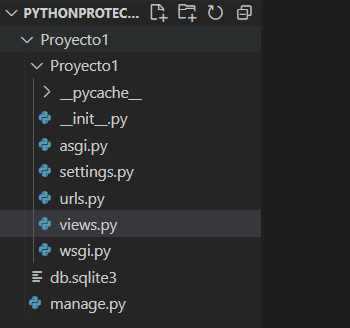 PYTHONPROTEC...
Proyecto1
Proyecto1
__pycache__
__init__.py
asgi.py
settings.py
urls.py
views.py
wsgi.py
db.sqlite3
manage.py